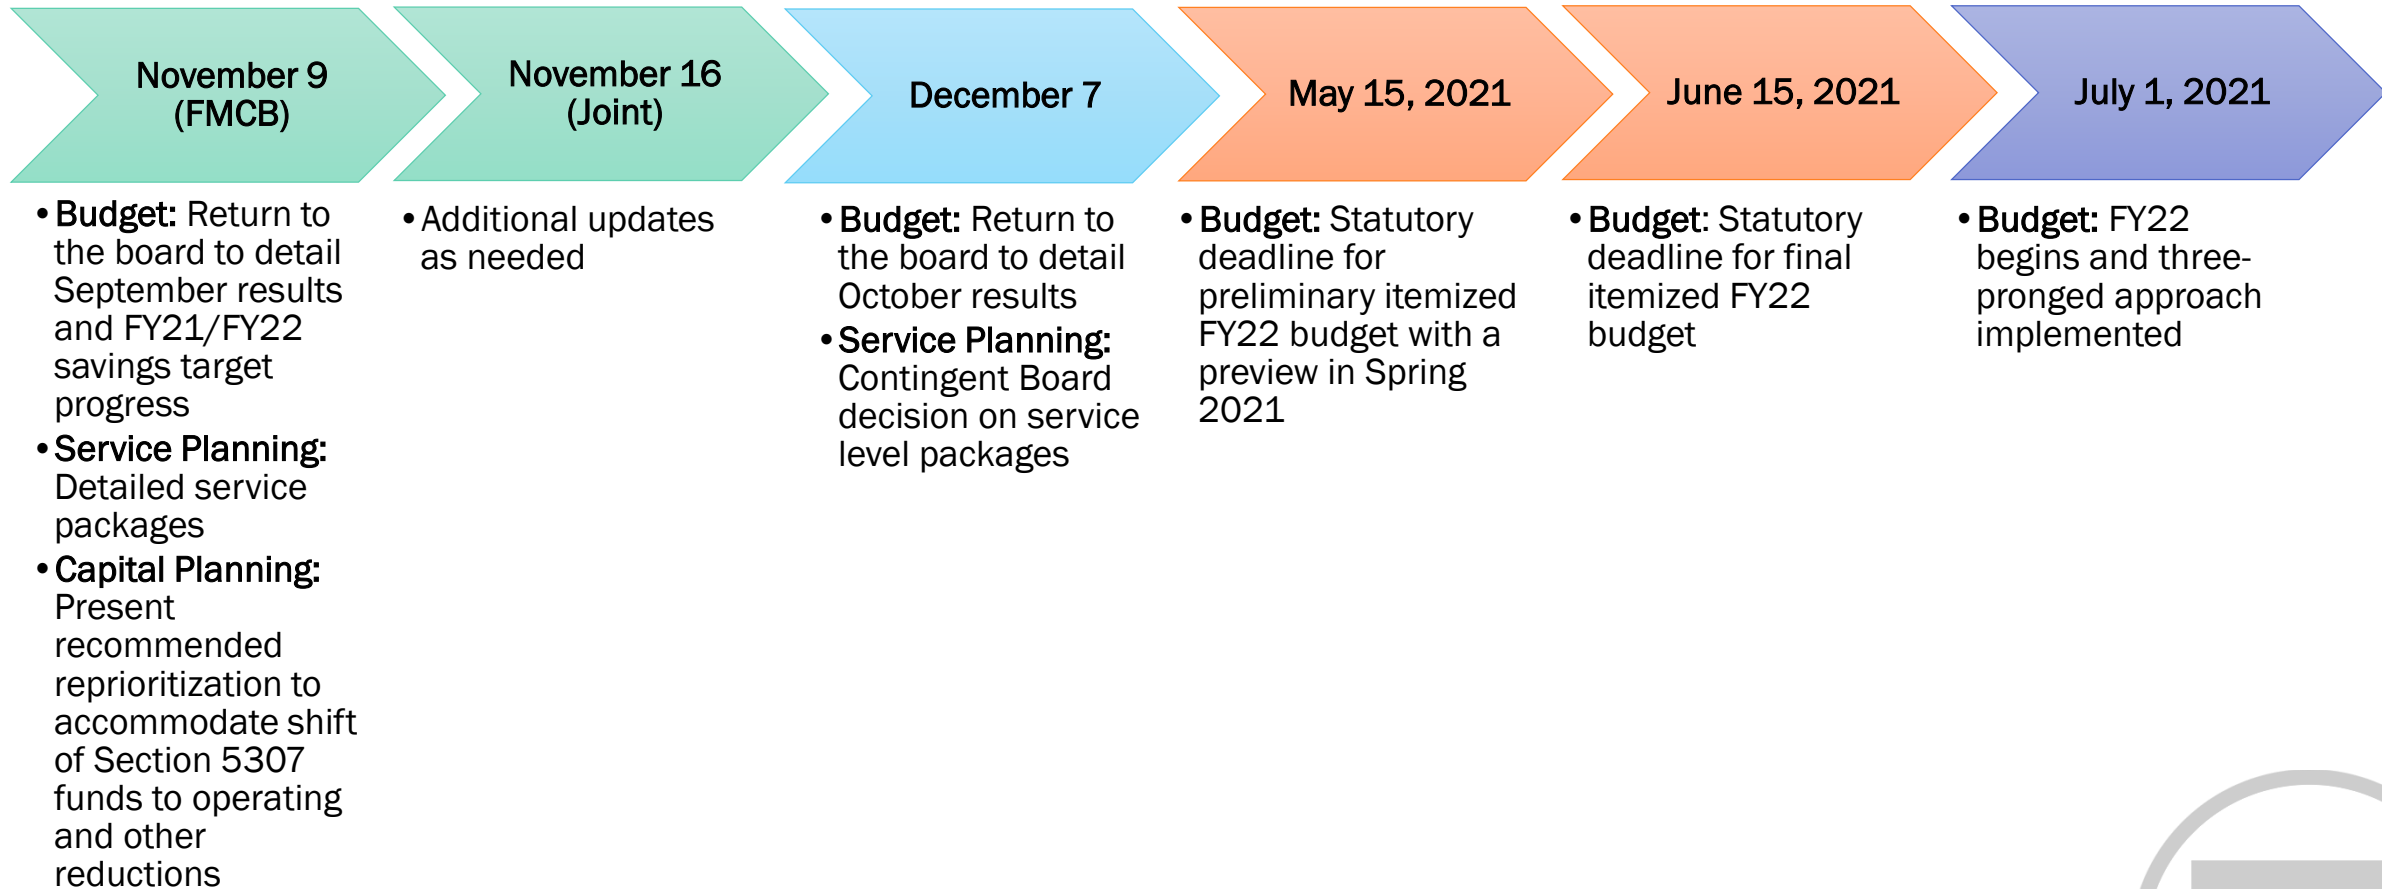 November 9
(FMCB)
•Budget: Return to
the board to detail
September results
and FY21/FY22
savings target
progress
•Service Planning:
Detailed service
packages
•Capital Planning:
Present
recommended
reprioritization to
accommodate shift
of Section 5307
funds to operating
and other
reductions
November 16
(Joint)
•Additional updates
as needed
December 7
•Budget: Return to
the board to detail
October results
•Service Planning:
Contingent Board
decision on service
level packages
May 15, 2021
•Budget: Statutory
deadline for
preliminary itemized
FY22 budget with a
preview in Spring
2021
June 15, 2021
•Budget: Statutory
deadline for final
itemized FY22
budget
July 1, 2021
•Budget: FY22
begins and three-
pronged approach
implemented